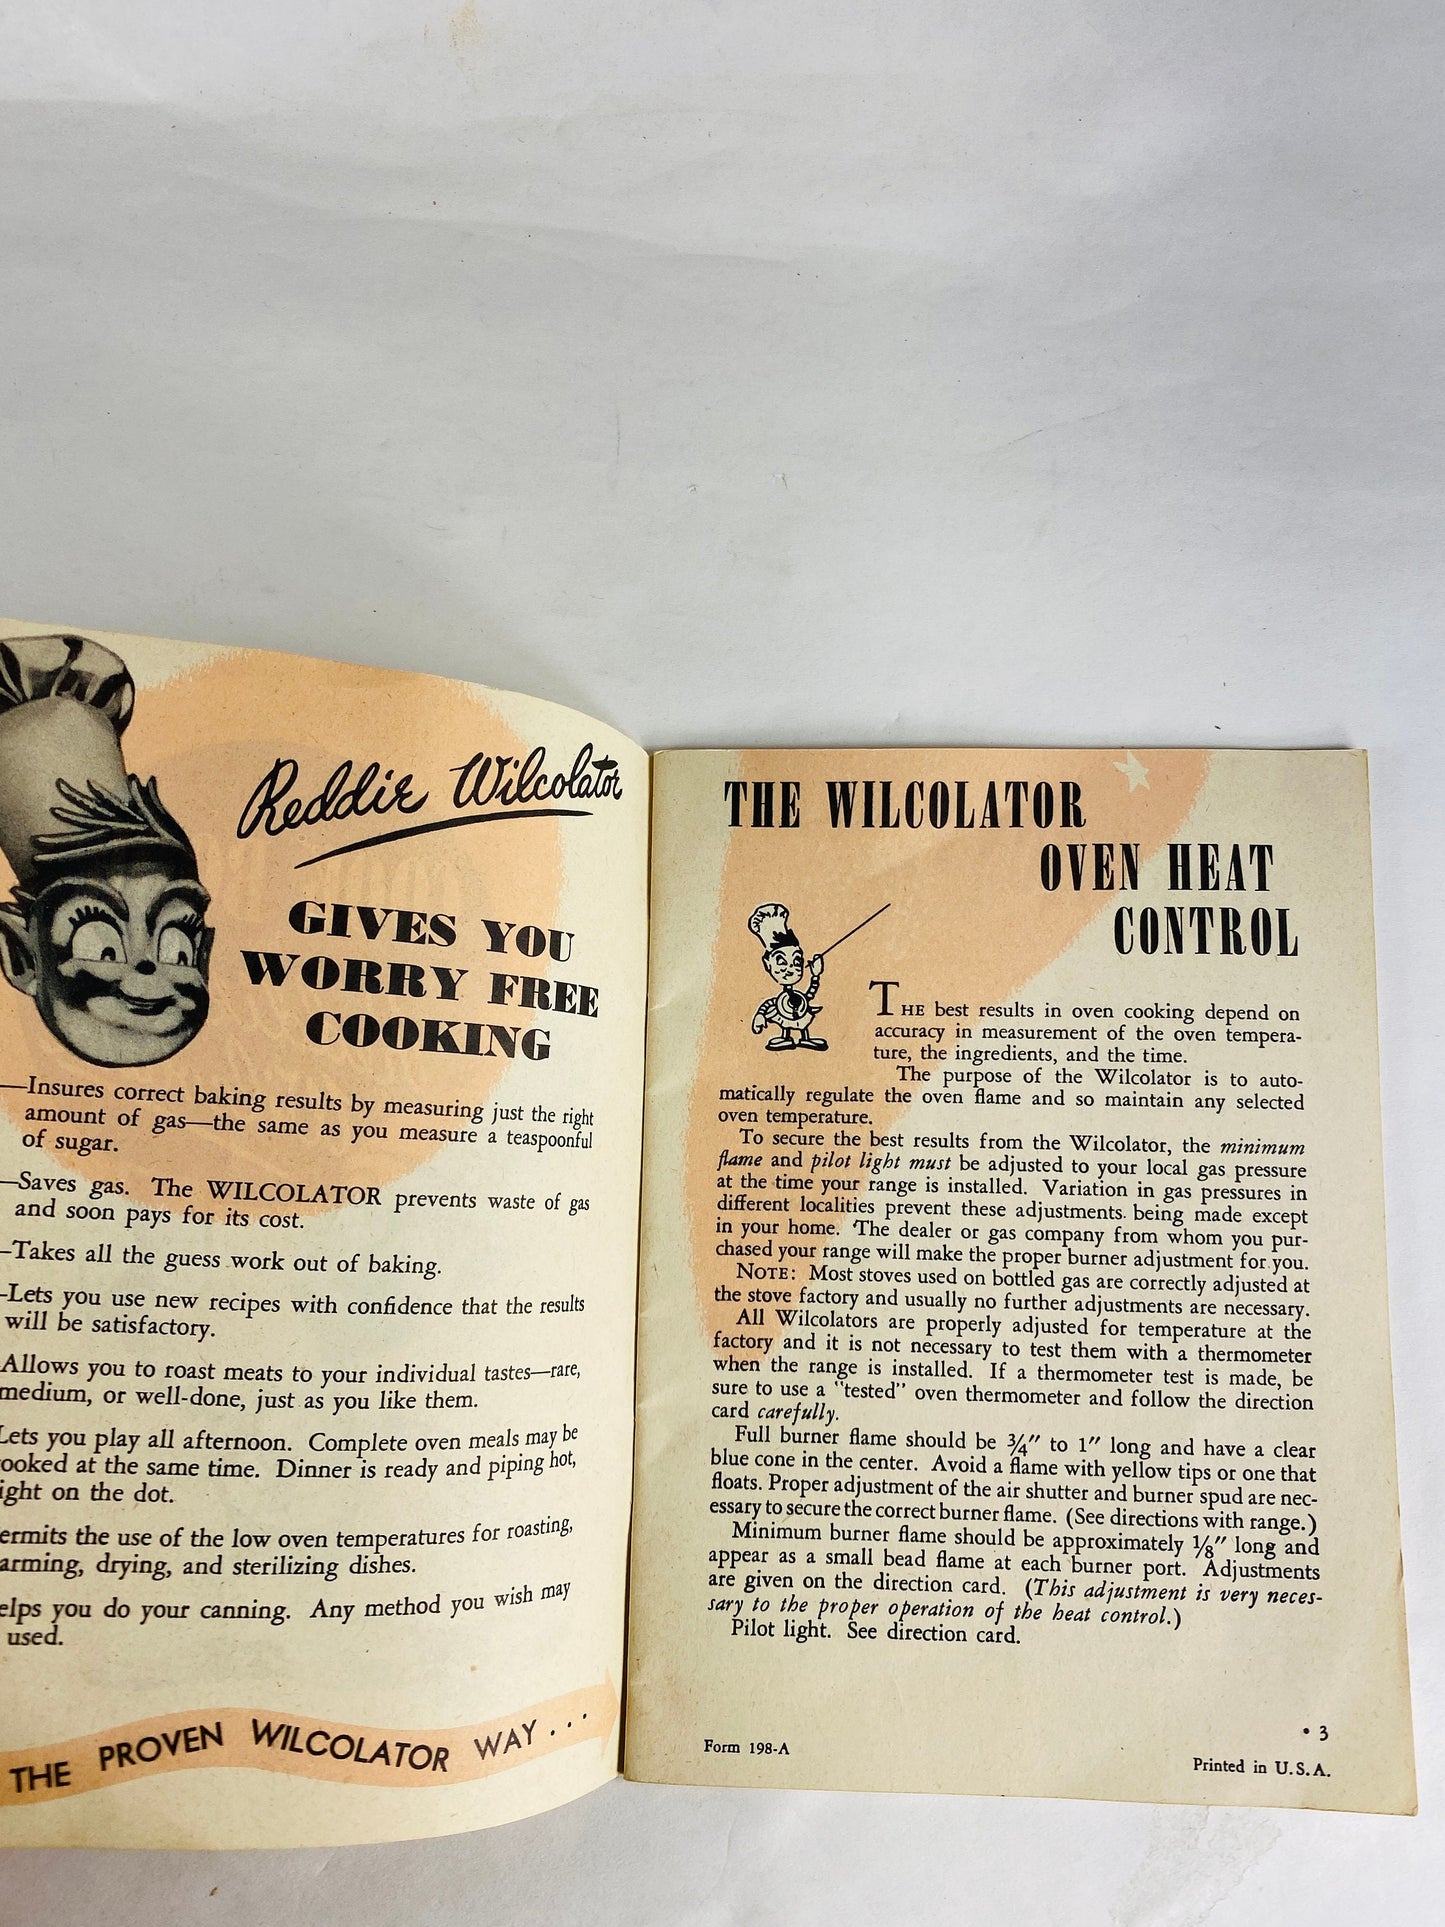 Reddie Wilcolator
GIVES YOU
WORRY FREE
COOKING
—Insures correct baking results by measuring just the right
amount of gas—the same as you measure a teaspoonful
of sugar.
—Saves gas. The WILCOLATOR prevents waste of gas
and soon pays for its cost.
—Takes all the guess work out of baking.
—Lets you use new recipes with confidence that the results
will be satisfactory.
Allows you to roast meats to your individual tastes—rare,
medium, or well-done, just as you like them.
Lets you play all afternoon. Complete oven meals may be
ooked at the same time. Dinner is ready and piping hot,
ight on the dot.
ermits the use of the low oven temperatures for roasting,
arming, drying, and sterilizing dishes.
elps you do your canning. Any method you wish may
used.
THE PROVEN WILCOLATOR WAY...
THE WILCOLATOR
OVEN HEAT
CONTROL
THE best results in oven cooking depend on
accuracy in measurement of the oven tempera-
ture, the ingredients, and the time.
The purpose of the Wilcolator is to auto-
matically regulate the oven flame and so maintain any selected
oven temperature.
To secure the best results from the Wilcolator, the minimum
flame and pilot light must be adjusted to your local gas pressure
at the time your range is installed. Variation in gas pressures in
different localities prevent these adjustments being made except
in your home. The dealer or gas company from whom you pur-
chased your range will make the proper burner adjustment for you.
NOTE: Most stoves used on bottled gas are correctly adjusted at
the stove factory and usually no further adjustments are necessary.
All Wilcolators are properly adjusted for temperature at the
factory and it is not necessary to test them with a thermometer
when the range is installed. If a thermometer test is made, be
sure to use a "tested" oven thermometer and follow the direction
card carefully.
Full burner flame should be ¾" to 1" long and have a clear
blue cone in the center. Avoid a flame with yellow tips or one that
floats. Proper adjustment of the air shutter and burner spud are nec-
essary to secure the correct burner flame. (See directions with range.)
Minimum burner flame should be approximately ⅛" long and
appear as a small bead flame at each burner port. Adjustments
are given on the direction card. (This adjustment is very neces-
sary to the proper operation of the heat control.)
Pilot light. See direction card.
• 3
Form 198-A
Printed in U.S.A.